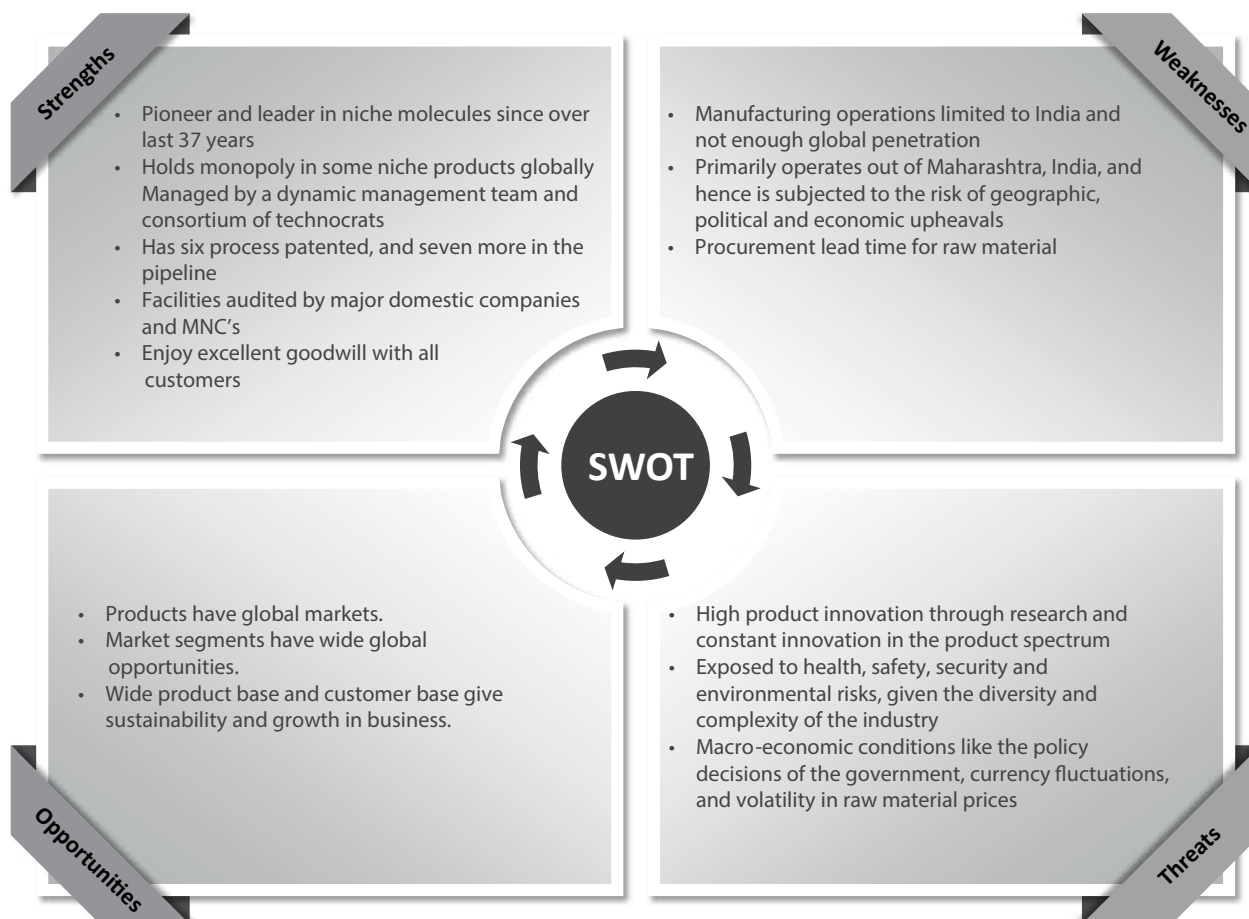 Strengths
• Pioneer and leader in niche molecules since over
last 37 years
• Holds monopoly in some niche products globally
Managed by a dynamic management team and
consortium of technocrats
• Has six process patented, and seven more in the
pipeline
• Facilities audited by major domestic companies
and MNC's
• Enjoy excellent goodwill with all
customers
Weaknesses
• Manufacturing operations limited to India and
not enough global penetration
• Primarily operates out of Maharashtra, India, and
hence is subjected to the risk of geographic,
political and economic upheavals
• Procurement lead time for raw material
SWOT
• Products have global markets.
• Market segments have wide global
opportunities.
• Wide product base and customer base give
sustainability and growth in business.
Opportunities
• High product innovation through research and
constant innovation in the product spectrum
• Exposed to health, safety, security and
environmental risks, given the diversity and
complexity of the industry
• Macro-economic conditions like the policy
decisions of the government, currency fluctuations,
and volatility in raw material prices
Threats